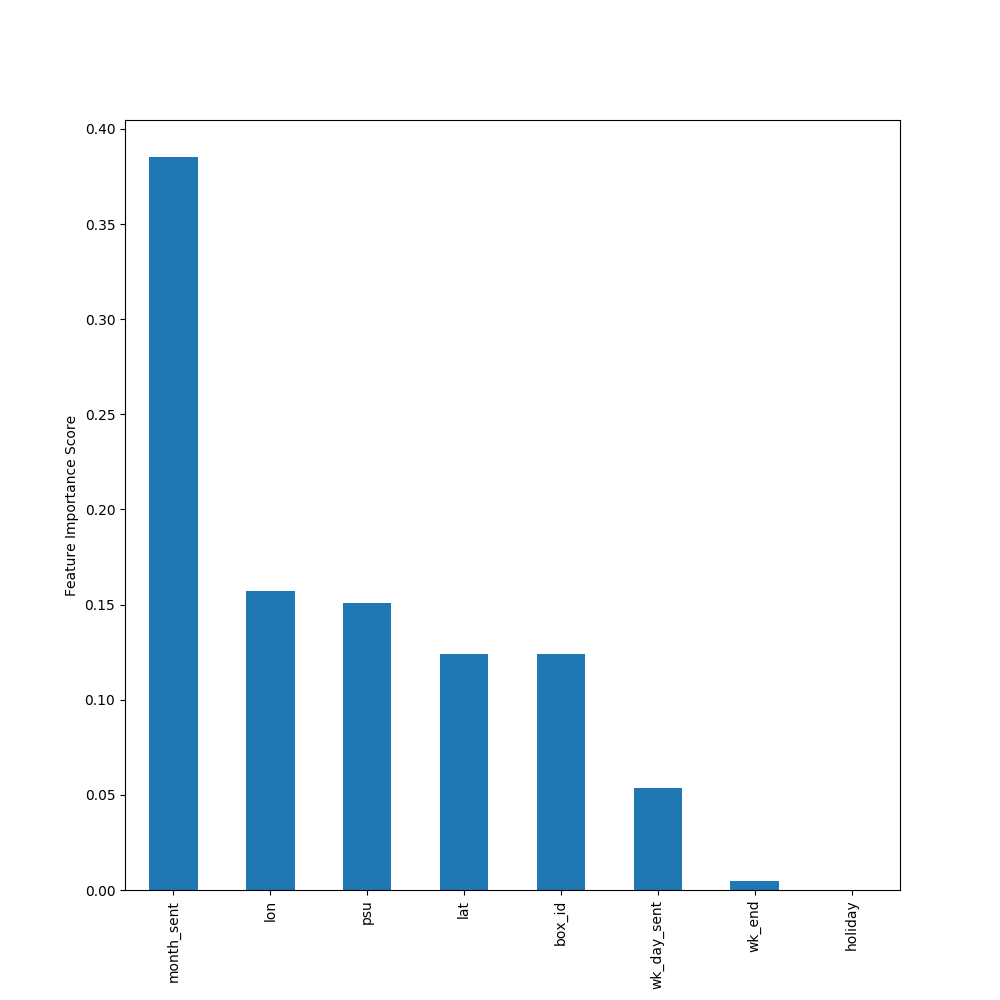 Feature Importance Score
0.40
0.35
0.30
0.25
0.20
0.15
0.10
0.05
0.00
month_sent
lon
psu
lat
box_id
wk_day_sent
wk_end
holiday